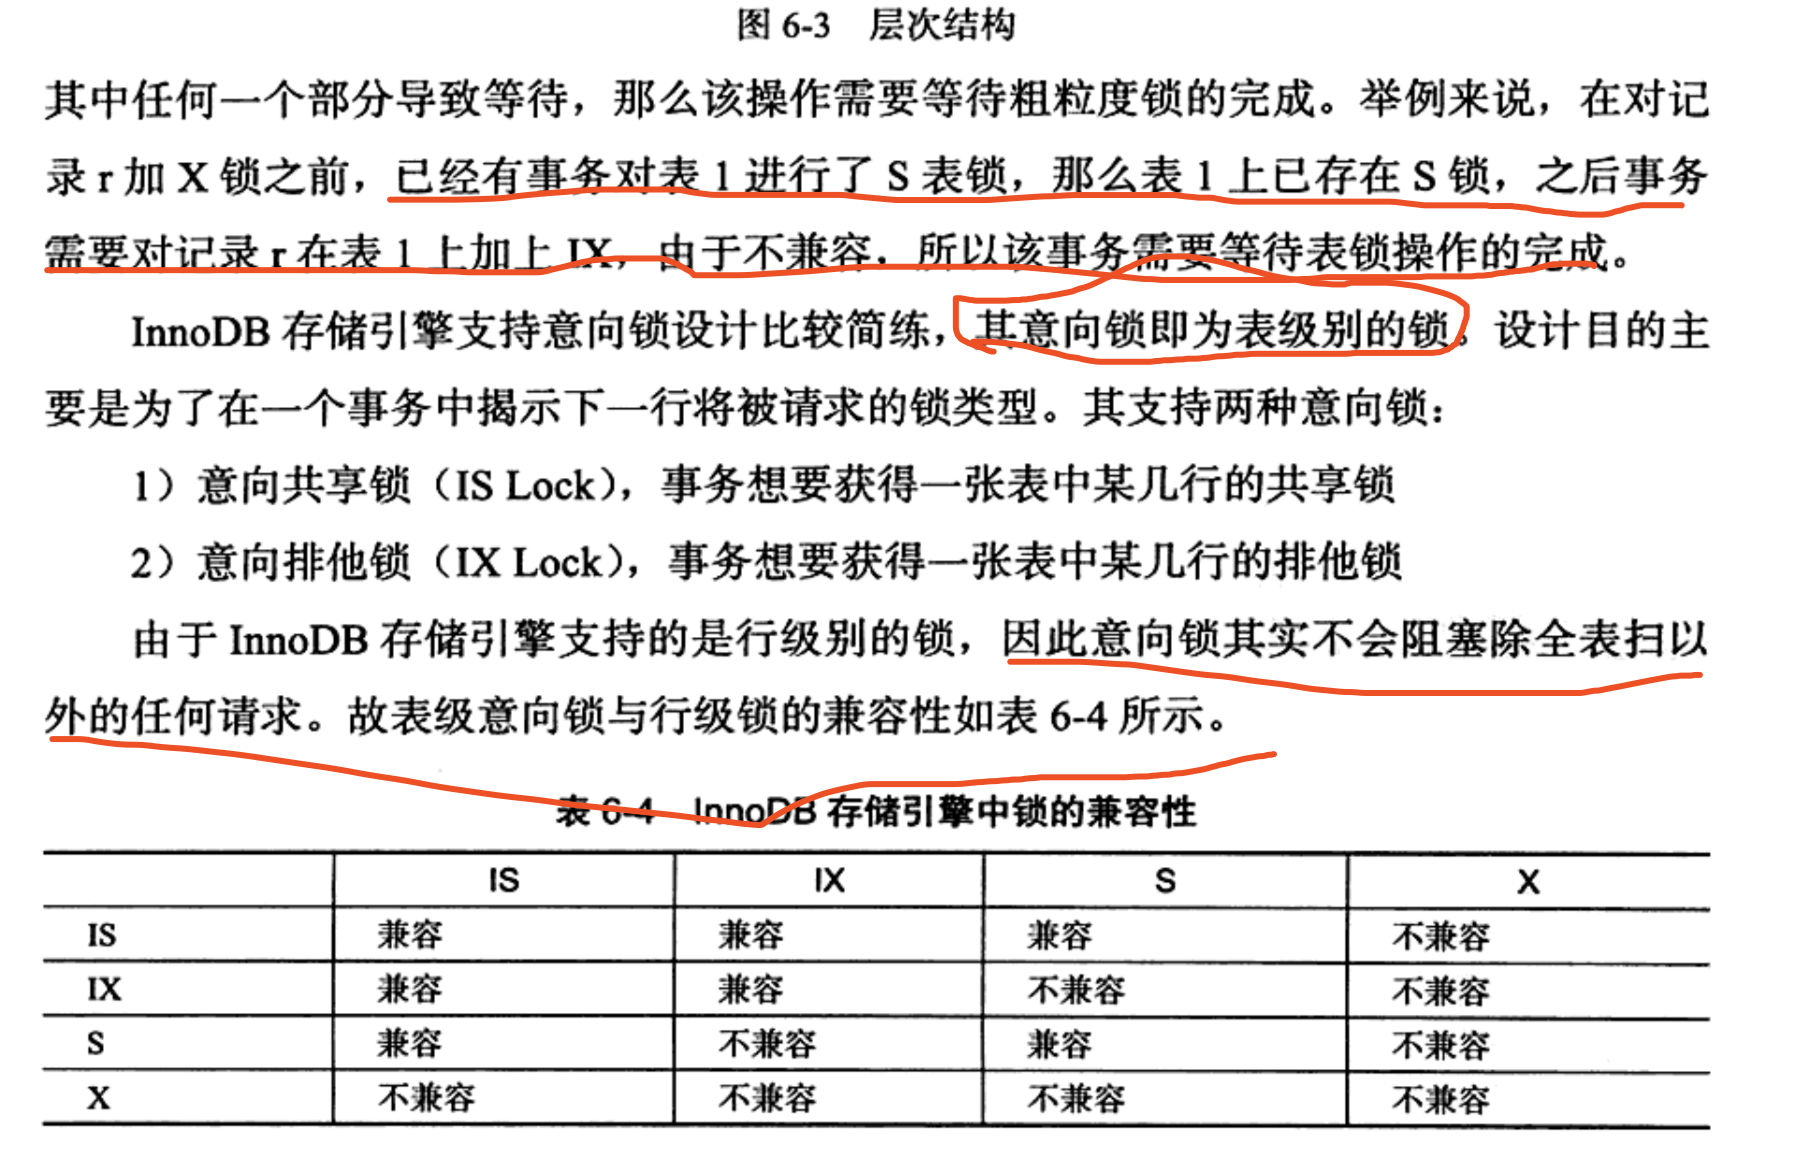 图 6-3 层次结构
其中任何一个部分导致等待，那么该操作需要等待粗粒度锁的完成。举例来说，在对记
录 r 加 X 锁之前，已经有事务对表 1 进行了 S 表锁，那么表 1 上已存在 S 锁，之后事务
需要对记录 r 在表 1 上加上 IX，由于不兼容，所以该事务需要等待表锁操作的完成。
InnoDB 存储引擎支持意向锁设计比较简练，其意向锁即为表级别的锁。设计目的主
要是为了在一个事务中揭示下一行将被请求的锁类型。其支持两种意向锁：
1）意向共享锁（IS Lock），事务想要获得一张表中某几行的共享锁
2）意向排他锁（IX Lock），事务想要获得一张表中某几行的排他锁
由于 InnoDB 存储引擎支持的是行级别的锁，因此意向锁其实不会阻塞除全表扫以
外的任何请求。故表级意向锁与行级锁的兼容性如表 6-4 所示。
表 6-4 InnoDB 存储引擎中锁的兼容性
IS IX S X
IS 兼容 兼容 兼容 不兼容
IX 兼容 兼容 不兼容 不兼容
S 兼容 不兼容 兼容 不兼容
X 不兼容 不兼容 不兼容 不兼容